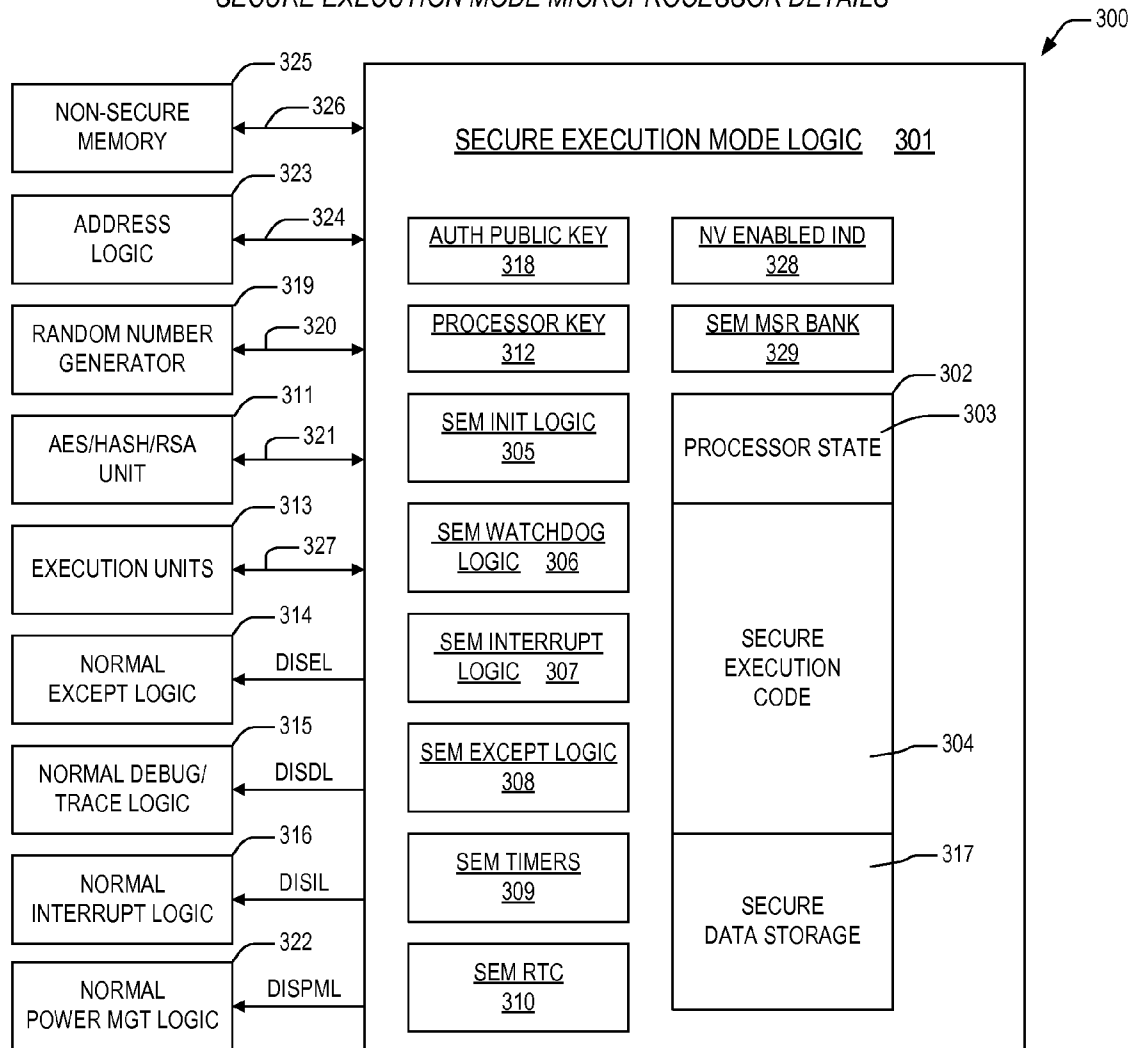 SECURE EXECUTION MODE MICROPROCESSOR DETAILS
300
325
NON-SECURE
MEMORY
326
323
ADDRESS
LOGIC
324
319
RANDOM NUMBER
GENERATOR
320
311
AES/HASH/RSA
UNIT
321
313
EXECUTION UNITS
327
314
NORMAL
EXCEPT LOGIC
DISEL
315
NORMAL DEBUG/
TRACE LOGIC
DISDL
316
NORMAL
INTERRUPT LOGIC
DISIL
322
NORMAL
POWER MGT LOGIC
DISPML
SECURE EXECUTION MODE LOGIC 301
AUTH PUBLIC KEY
318
PROCESSOR KEY
312
SEM INIT LOGIC
305
SEM WATCHDOG
LOGIC 306
SEM INTERRUPT
LOGIC 307
SEM EXCEPT LOGIC
308
SEM TIMERS
309
SEM RTC
310
NV ENABLED IND
328
SEM MSR BANK
329
302
303
PROCESSOR STATE
SECURE
EXECUTION
CODE
304
317
SECURE
DATA STORAGE